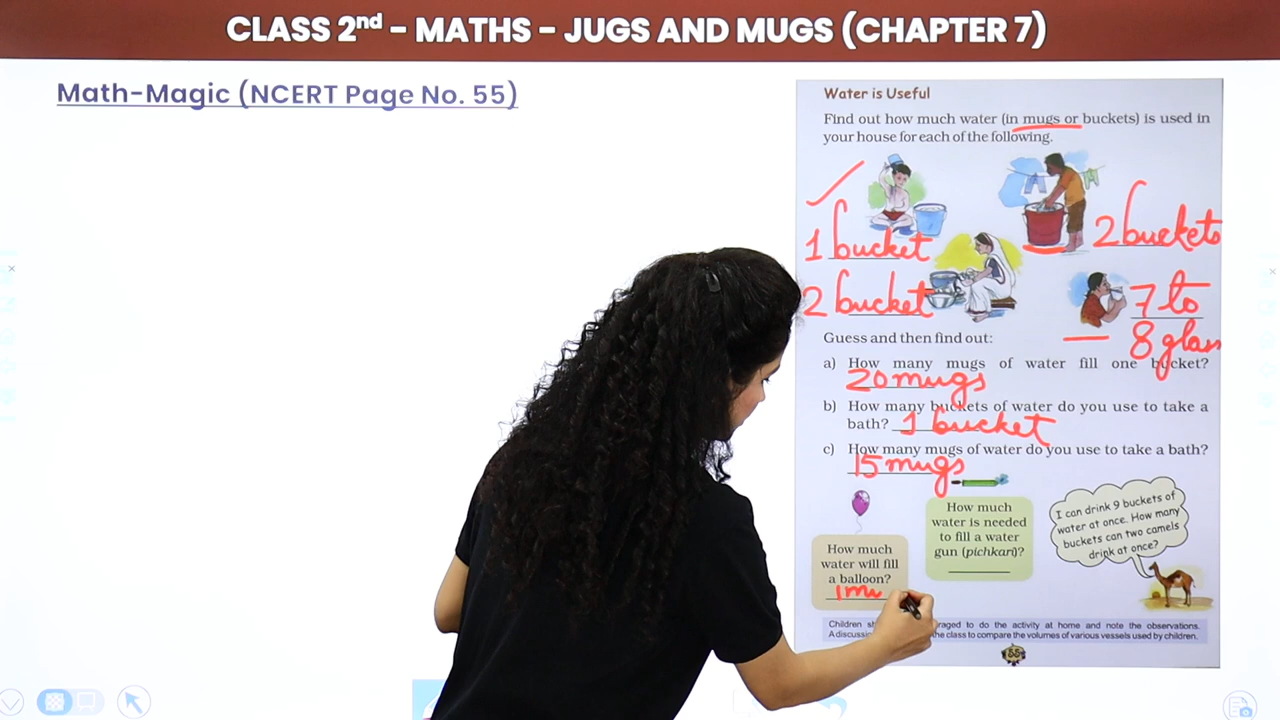 CLASS 2nd – MATHS – JUGS AND MUGS (CHAPTER 7)
Math-Magic (NCERT Page No. 55)
Water is Useful
Find out how much water (in mugs or buckets) is used in
your house for each of the following.
1 bucket
2 buckets
2 bucket
7 to
8 glass
Guess and then find out:
a) How many mugs of water fill one bucket?
20 mugs
b) How many buckets of water do you use to take a
bath? 1 bucket
c) How many mugs of water do you use to take a bath?
15 mugs
How much
water will fill
a balloon?
1 mu
How much
water is needed
to fill a water
gun (pichkari)?
I can drink 9 buckets of
water at once. How many
buckets can two camels
drink at once?
Children raged to do the activity at home and note the observations.
the class to compare the volumes of various vessels used by children.
55